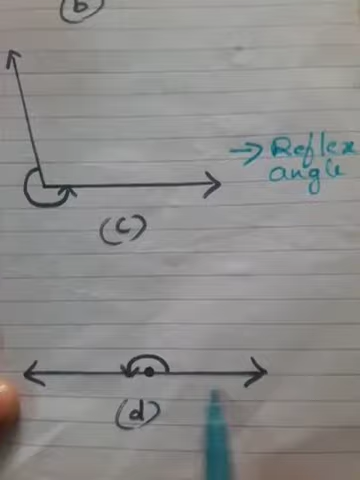 (b)
→ Reflex
angle
(c)
(d)